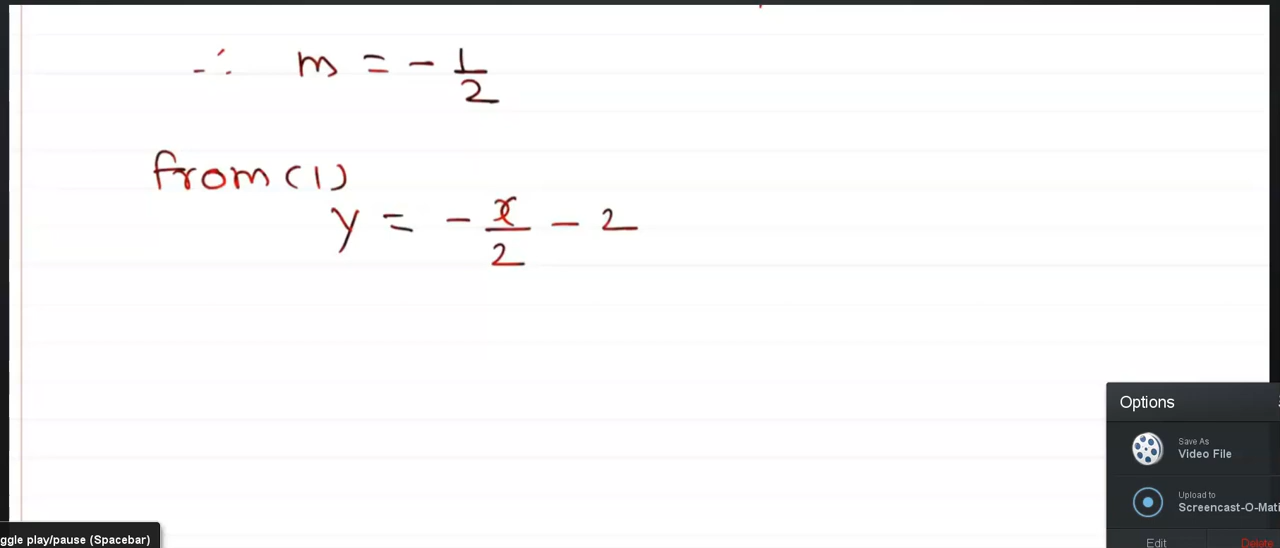 ∴ m = - 1/2
from (1)
y = - x/2 - 2
Options
Save As
Video File
Upload to
Screencast-O-Mati
Edit
Delete
ggle play/pause (Spacebar)